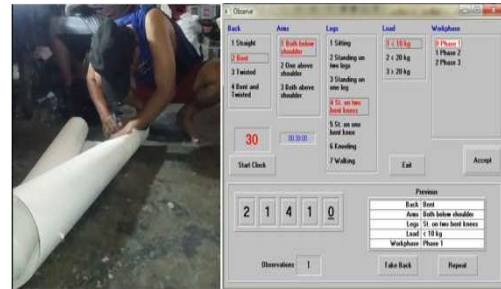 Observe
Back
1 Straight
2 Bent
3 Twisted
4 Bent and
Twisted
Arms
1 Both below
shoulder
2 One above
shoulder
3 Both above
shoulder
Legs
1 Sitting
2 Standing on
two legs
3 Standing on
one leg
4 St. on two
bent knees
5 St. on one
bent knee
6 Kneeling
7 Walking
Load
1 < 10 kg
2 < 20 kg
3 > 20 kg
Workphase
0 Phase 1
1 Phase 2
2 Phase 3
30
00:30:00
Start Clock
Exit
Accept
2 1 4 1 0
Observations 1
Previous
Back Bent
Arms Both below shoulder
Legs St. on two bent knees
Load < 10 kg
Workphase Phase 1
Take Back
Repeat